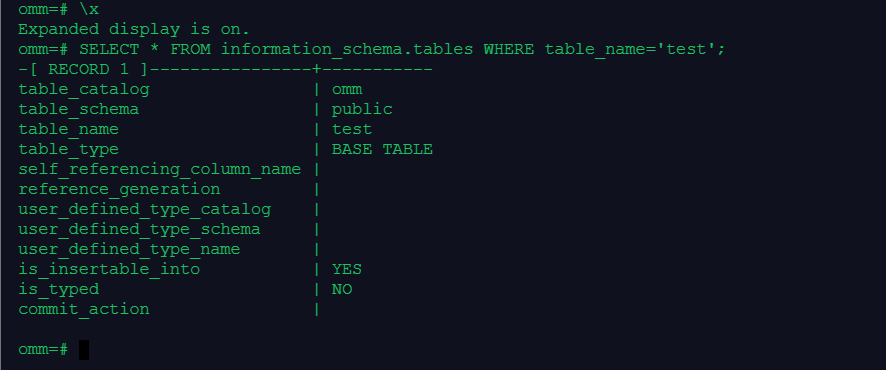 omm=# \x
Expanded display is on.
omm=# SELECT * FROM information_schema.tables WHERE table_name='test';
-[ RECORD 1 ]----------------+-----------
table_catalog                | omm
table_schema                 | public
table_name                   | test
table_type                   | BASE TABLE
self_referencing_column_name |
reference_generation         |
user_defined_type_catalog    |
user_defined_type_schema     |
user_defined_type_name       |
is_insertable_into           | YES
is_typed                     | NO
commit_action                |
omm=#